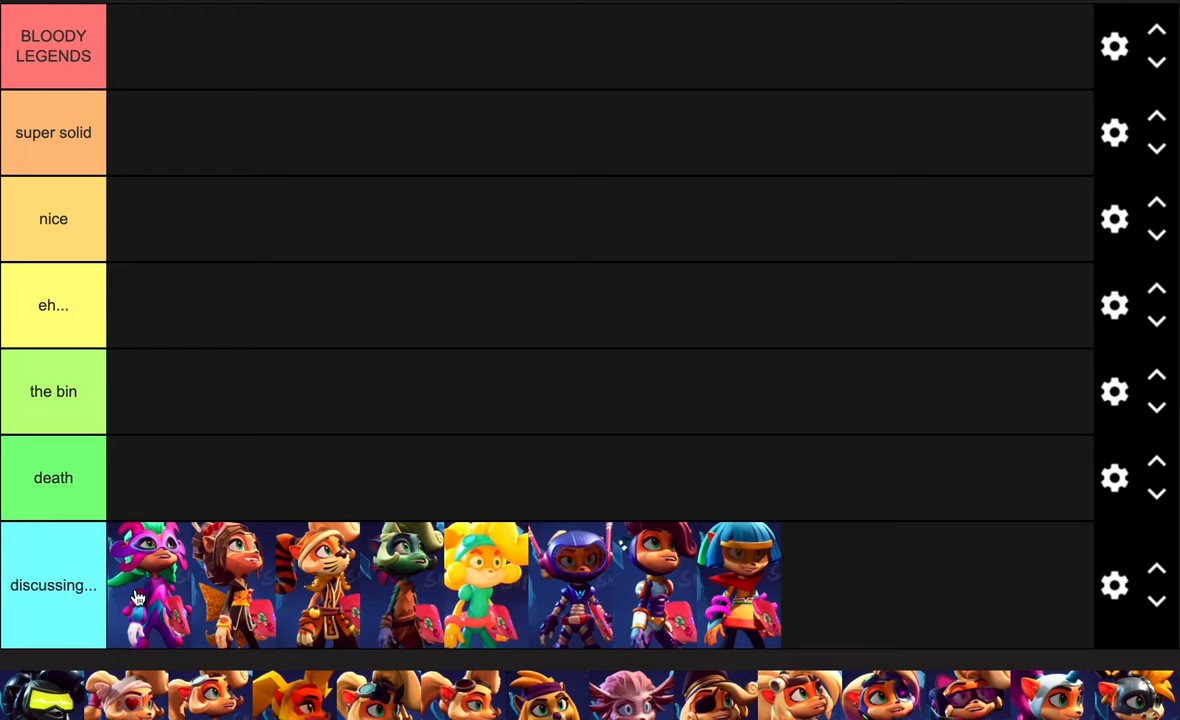 BLOODY
LEGENDS
super solid
nice
eh...
the bin
death
discussing...